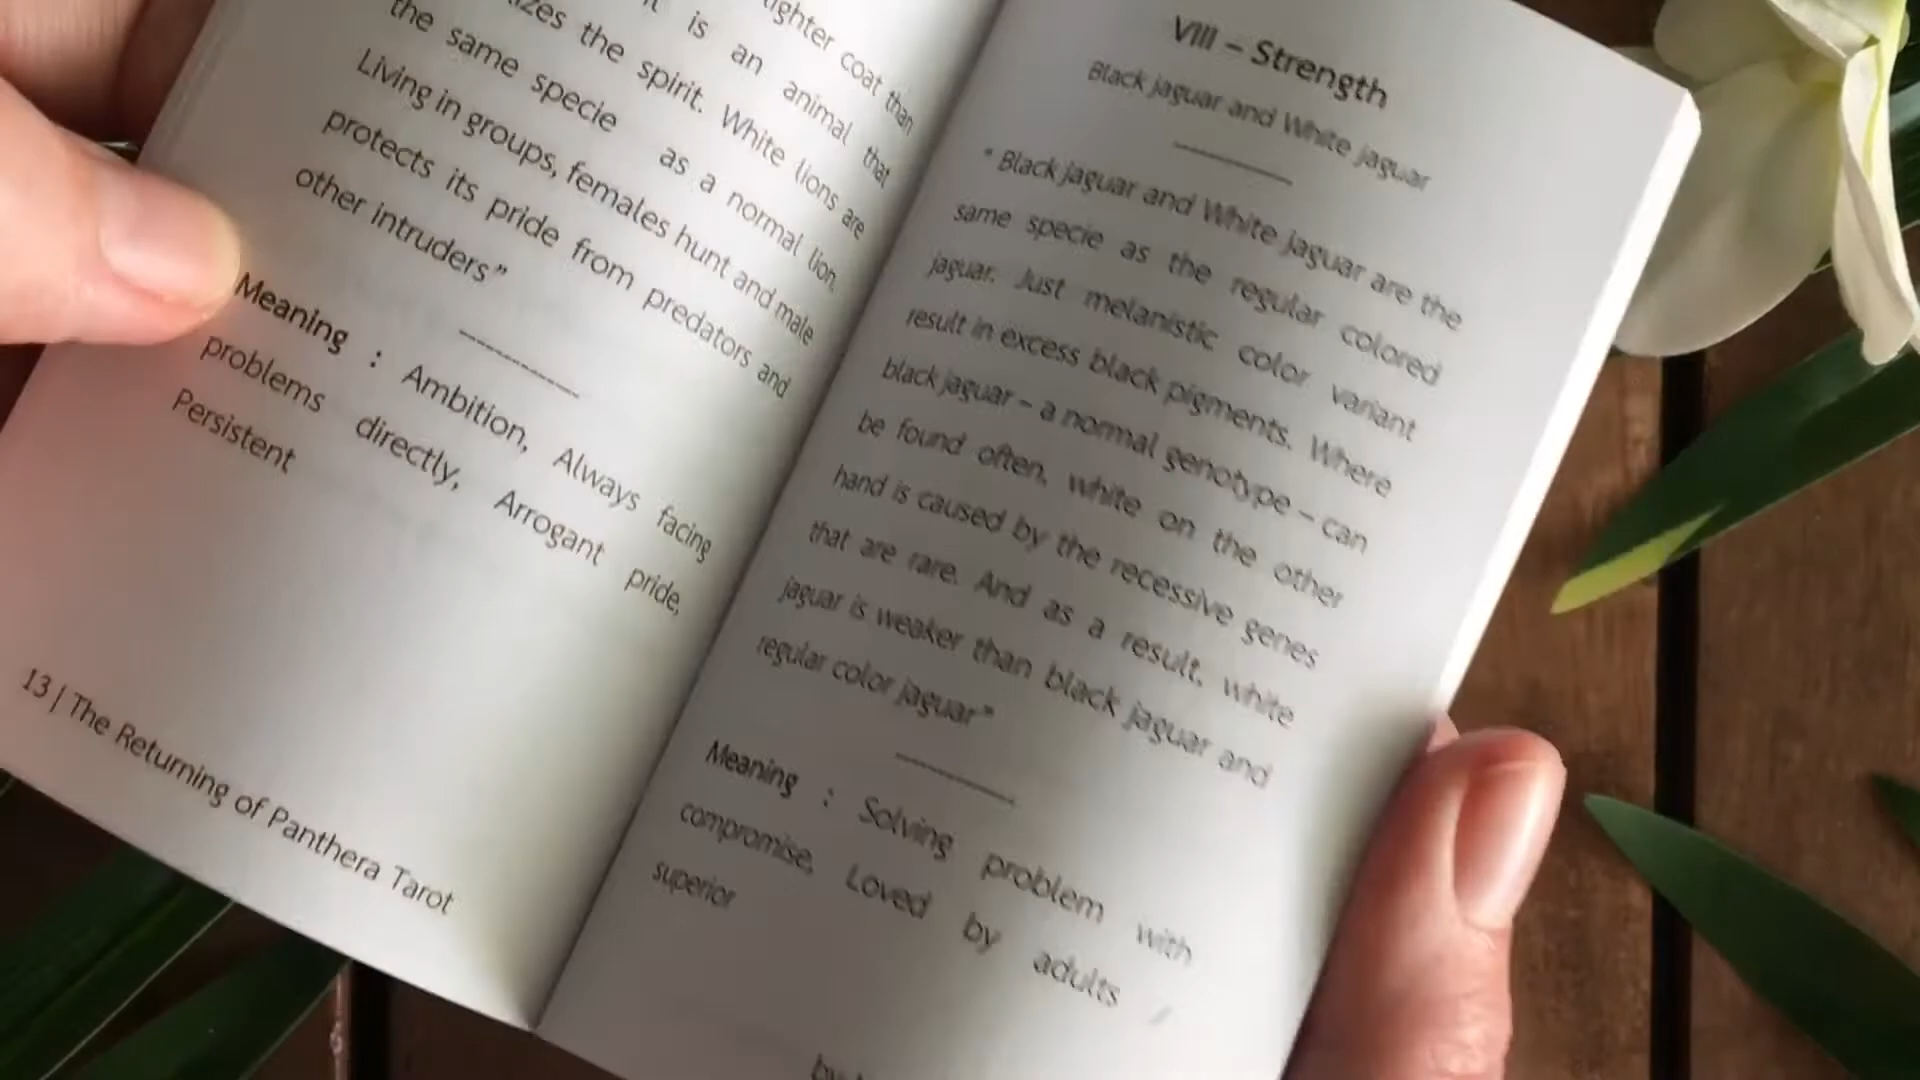 coat than
is an animal that
the spirit. White lions are
the same specie as a normal lion,
Living in groups, females hunt and male
protects its pride from predators and
other intruders”
Meaning : Ambition, Always facing
problems directly, Arrogant pride,
Persistent
13 | The Returning of Panthera Tarot
VIII – Strength
Black jaguar and White jaguar
“ Black jaguar and White jaguar are the
same specie as the regular colored
jaguar. Just melanistic color variant
result in excess black pigments. Where
black jaguar – a normal genotype – can
be found often, white on the other
hand is caused by the recessive genes
that are rare. And as a result, white
jaguar is weaker than black jaguar and
regular color jaguar”
Meaning : Solving problem with
compromise, Loved by adults /
superior